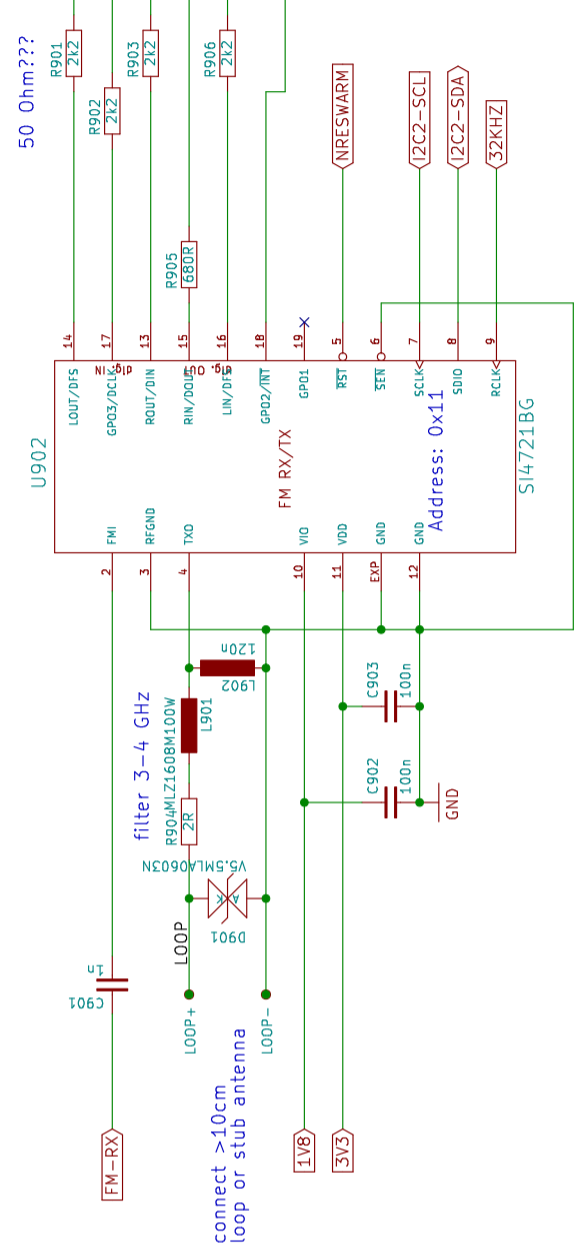 50 Ohm???
R901
2k2
R902
2k2
R903
2k2
R906
2k2
R905
680R
NRESWARM
I2C2-SCL
I2C2-SDA
32KHZ
14
17
13
15
16
18
19
5
6
7
8
9
LOUT/DFS
GPO3/DCLK
ROUT/DIN
RIN/DOUT
LIN/DFS
GPO2/INT
GPO1
RST
SEN
SCLK
SDIO
RCLK
dig. IN
dig. OUT
U902
FM RX/TX
Address: 0x11
SI4721BG
FMI
RFGND
TXO
VIO
VDD
GND
GND
2
3
4
10
11
EXP
12
120n
L902
filter 3-4 GHz
MLZ1608M100W
L901
R904
2R
V5.5MLA0603N
D901
A
K
C903
100n
C902
100n
GND
LOOP
LOOP+
LOOP-
1n
C901
connect >10cm
loop or stub antenna
FM-RX
1V8
3V3